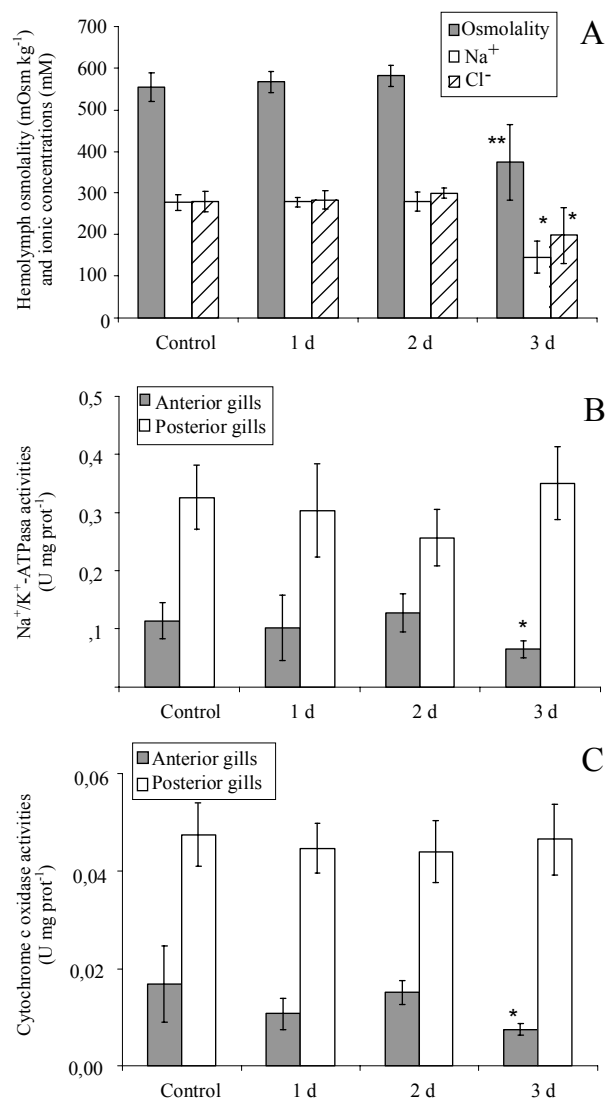 A
Hemolymph osmolality (mOsm kg⁻¹)
and ionic concentrations (mM)
700
600
500
400
300
200
100
0
Osmolality
Na⁺
Cl⁻
**
*
*
Control 1 d 2 d 3 d
B
Na⁺/K⁺-ATPasa activities
(U mg prot⁻¹)
0,5
0,4
0,3
0,2
,1
Anterior gills
Posterior gills
*
Control 1 d 2 d 3 d
C
Cytochrome c oxidase activities
(U mg prot⁻¹)
0,06
0,04
0,02
0,00
Anterior gills
Posterior gills
*
Control 1 d 2 d 3 d